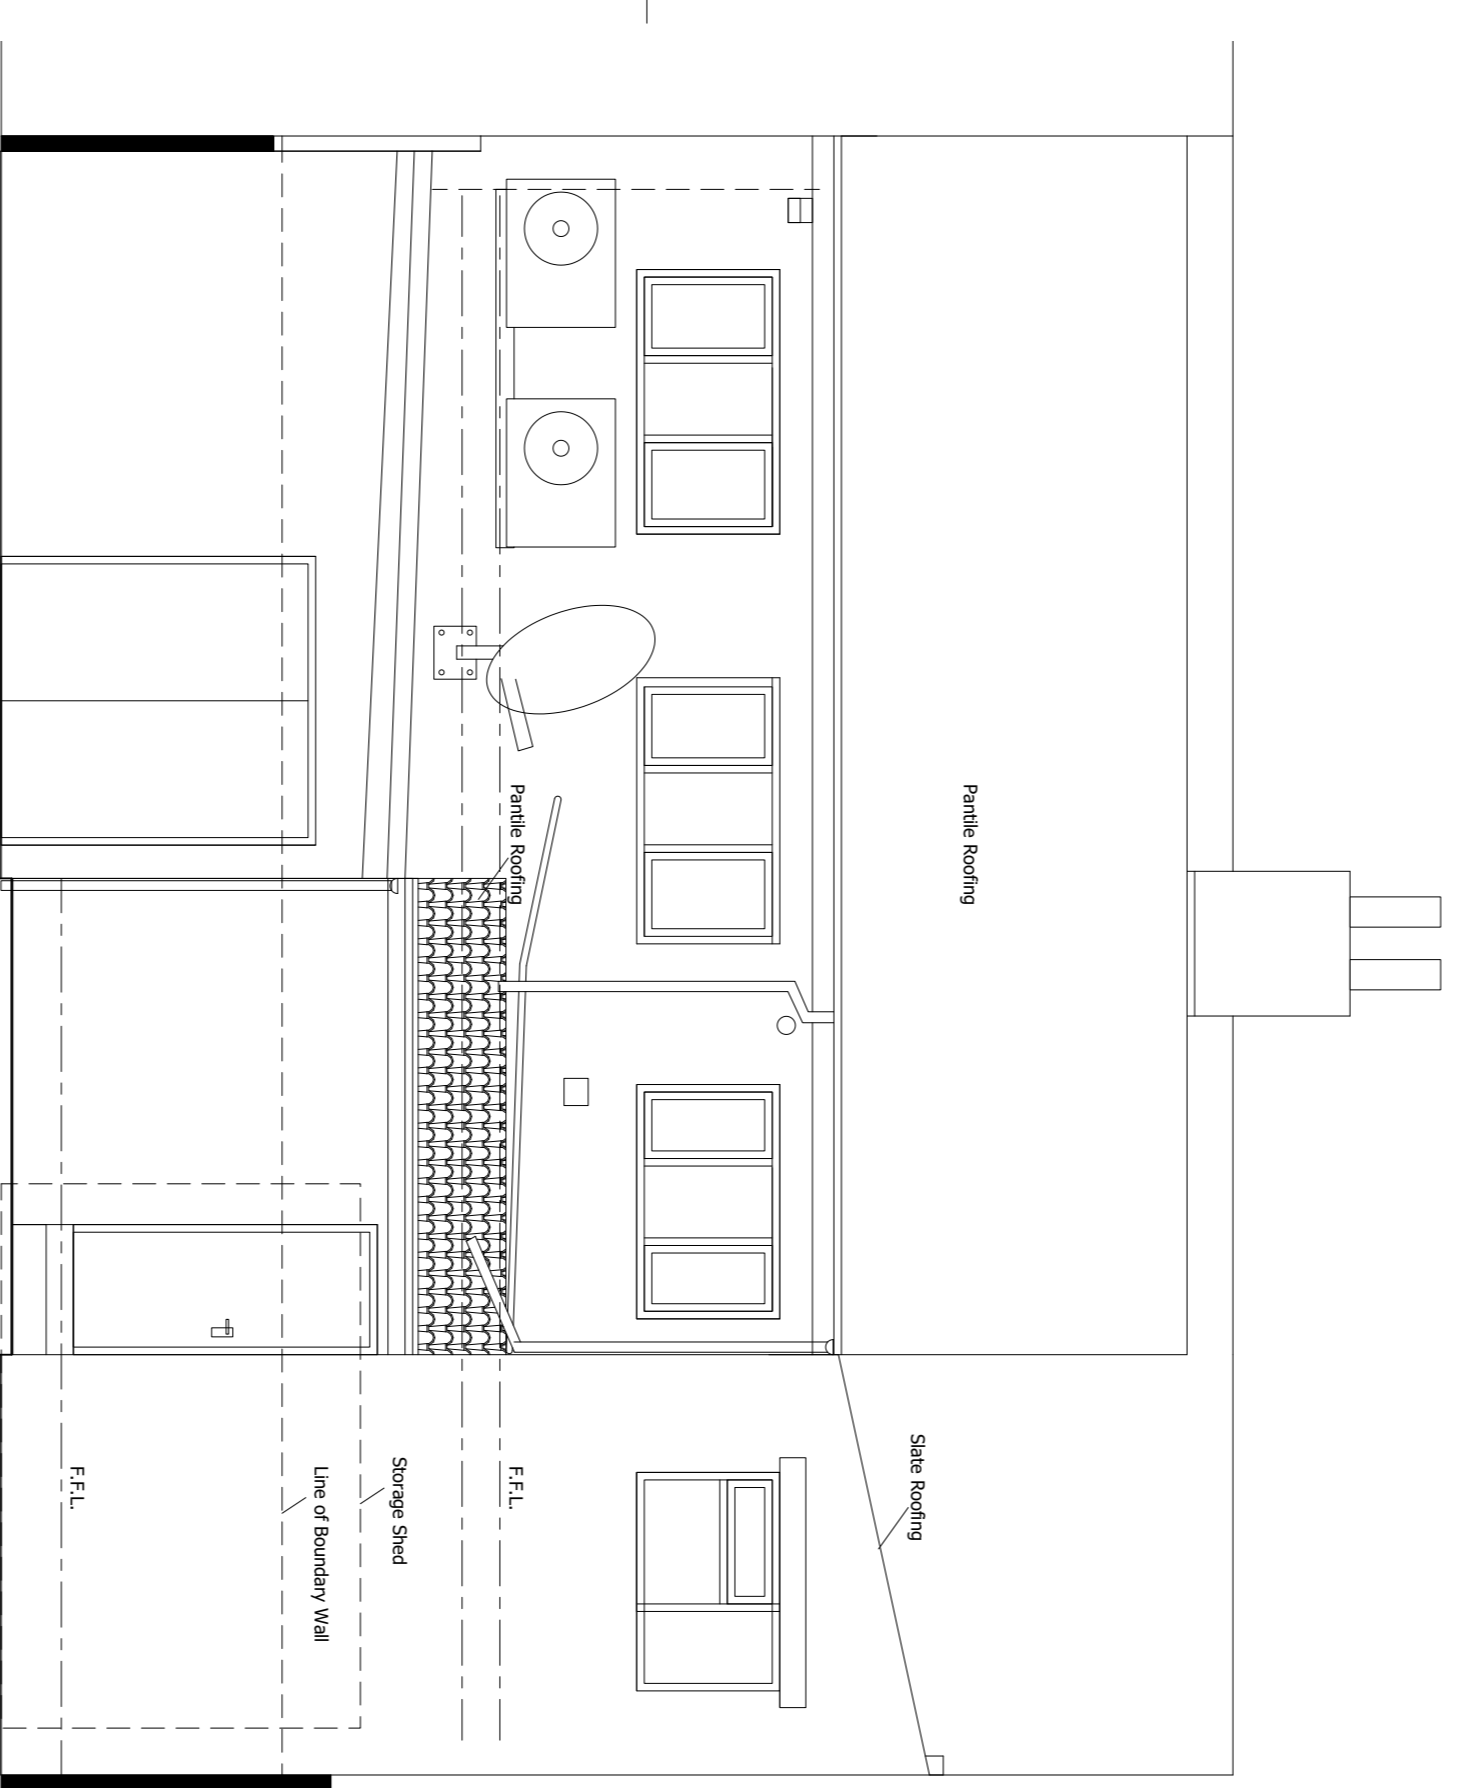 Pantile Roofing
Slate Roofing
Pantile Roofing
F.F.L.
Storage Shed
Line of Boundary Wall
F.F.L.